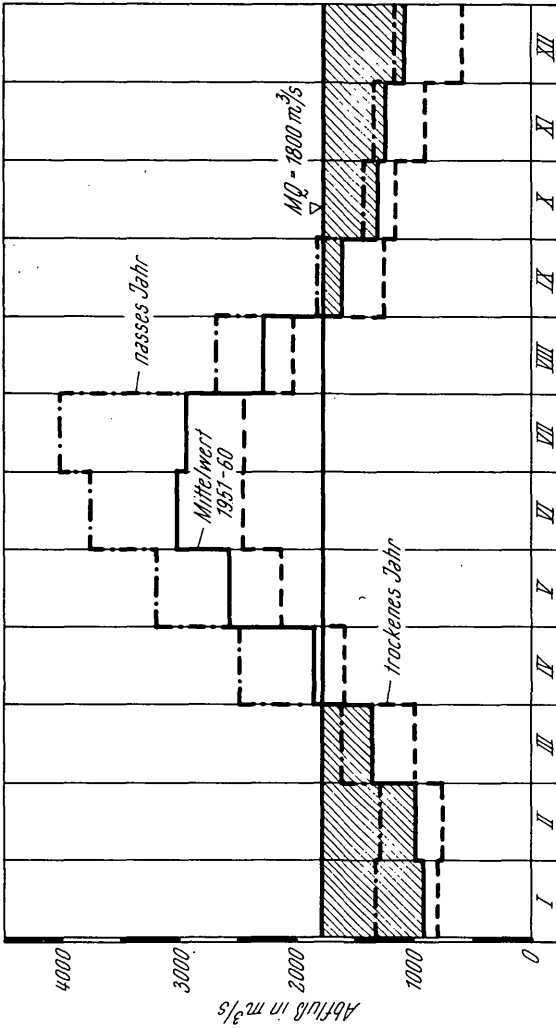 Abfluß in m³/s
4000
3000
2000
1000
0
nasses Jahr
Mittelwert
1951-60
trockenes Jahr
MQ = 1800 m³/s
I
II
III
IV
V
VI
VII
VIII
IX
X
XI
XII